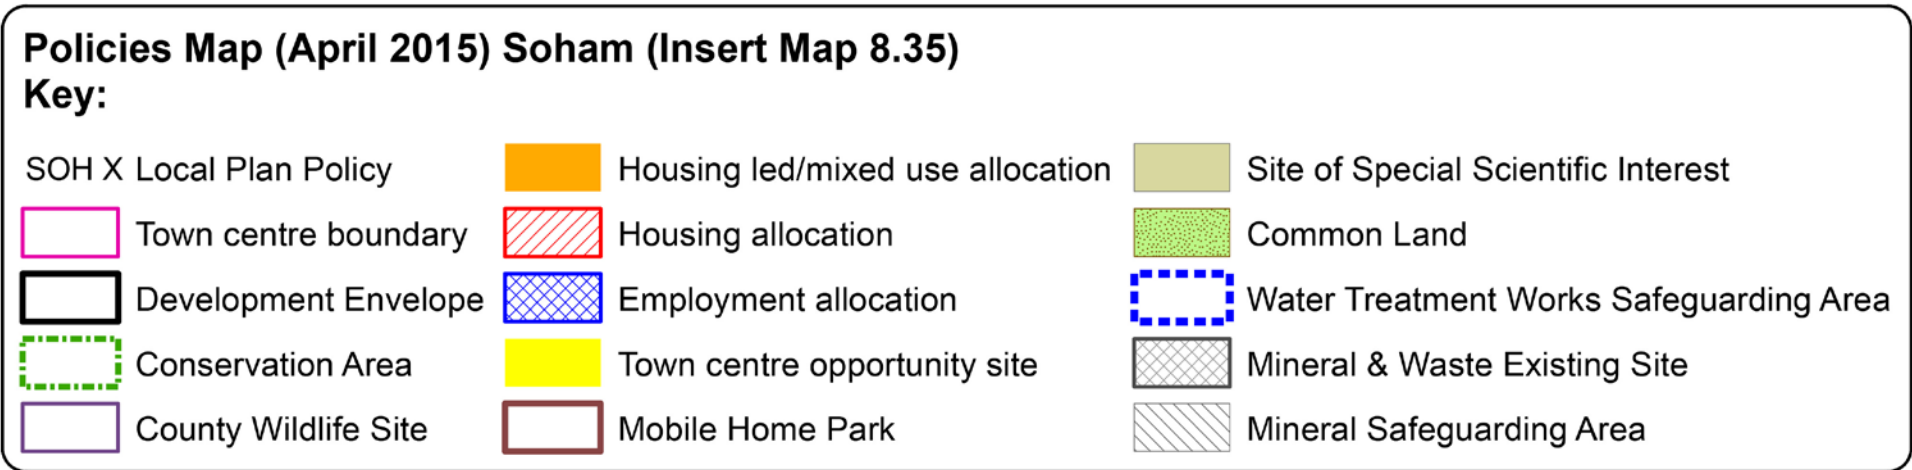 Policies Map (April 2015) Soham (Insert Map 8.35)
Key:
SOH X Local Plan Policy
Town centre boundary
Development Envelope
Conservation Area
County Wildlife Site
Housing led/mixed use allocation
Housing allocation
Employment allocation
Town centre opportunity site
Mobile Home Park
Site of Special Scientific Interest
Common Land
Water Treatment Works Safeguarding Area
Mineral & Waste Existing Site
Mineral Safeguarding Area